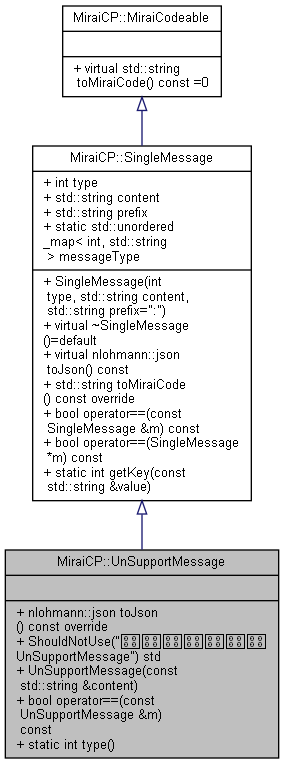 MiraiCP::MiraiCodeable
+ virtual std::string
toMiraiCode() const =0
MiraiCP::SingleMessage
+ int type
+ std::string content
+ std::string prefix
+ static std::unordered
_map< int, std::string
> messageType
+ SingleMessage(int
type, std::string content,
std::string prefix=":")
+ virtual ~SingleMessage
()=default
+ virtual nlohmann::json
toJson() const
+ std::string toMiraiCode
() const override
+ bool operator==(const
SingleMessage &m) const
+ bool operator==(SingleMessage
*m) const
+ static int getKey(const
std::string &value)
MiraiCP::UnSupportMessage
+ nlohmann::json toJson
() const override
+ ShouldNotUse("
UnSupportMessage") std
+ UnSupportMessage(const
std::string &content)
+ bool operator==(const
UnSupportMessage &m)
const
+ static int type()